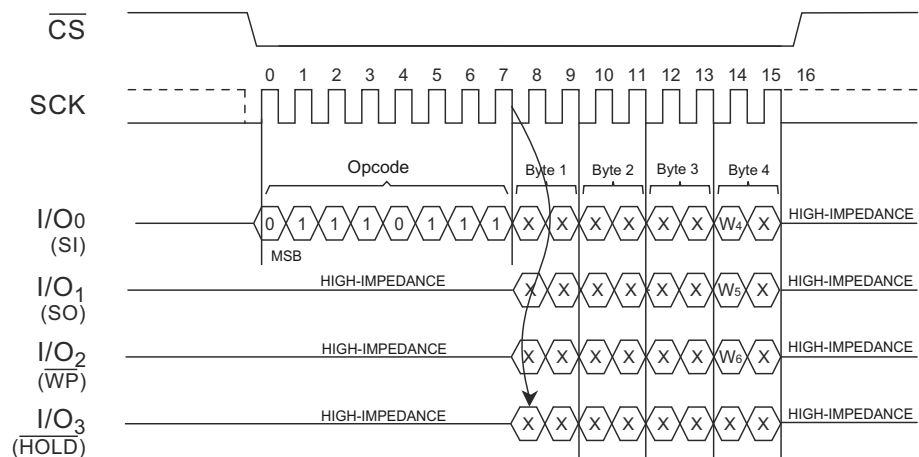 CS
0 1 2 3 4 5 6 7 8 9 10 11 12 13 14 15 16
SCK
Opcode Byte 1 Byte 2 Byte 3 Byte 4
I/O0 0 1 1 1 0 1 1 1 X X X X X X W4 X HIGH-IMPEDANCE
(SI)
MSB
I/O1 HIGH-IMPEDANCE X X X X X X W5 X HIGH-IMPEDANCE
(SO)
I/O2 HIGH-IMPEDANCE X X X X X X W6 X HIGH-IMPEDANCE
(WP)
I/O3 HIGH-IMPEDANCE X X X X X X X X HIGH-IMPEDANCE
(HOLD)